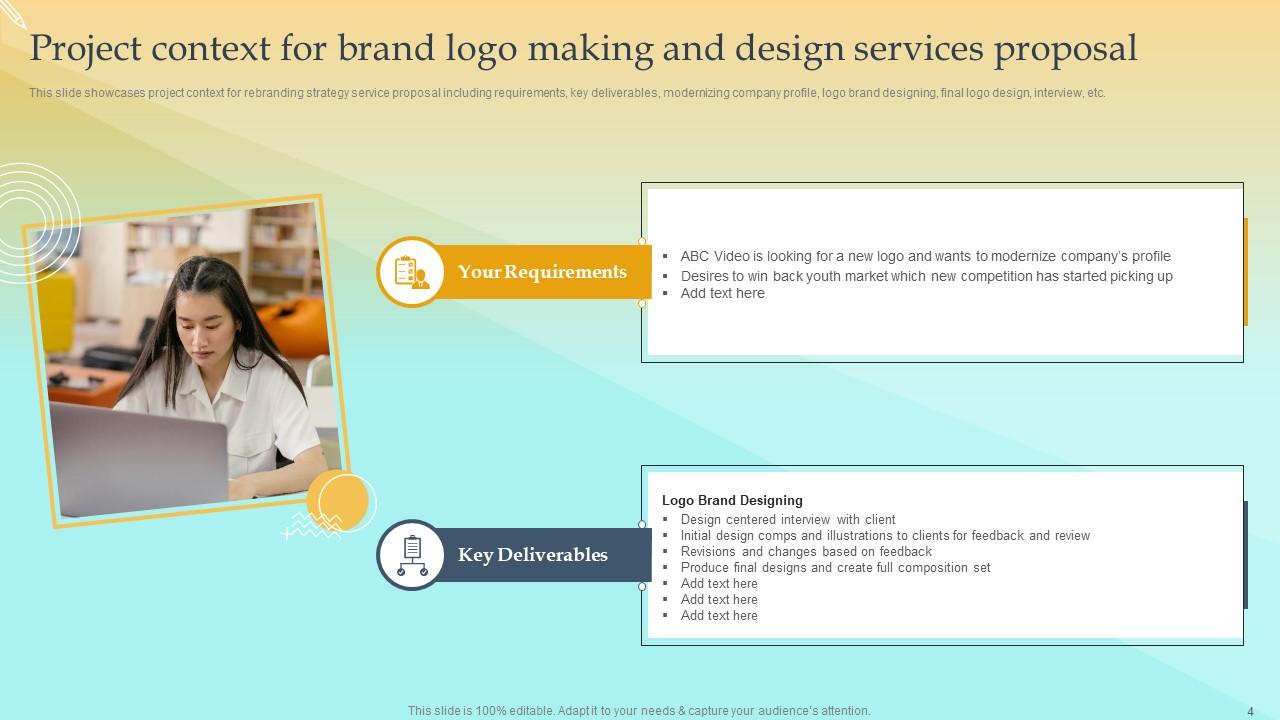 Project context for brand logo making and design services proposal
This slide showcases project context for rebranding strategy service proposal including requirements, key deliverables, modernizing company profile, logo brand designing, final logo design, interview, etc.
Your Requirements
▪ ABC Video is looking for a new logo and wants to modernize company's profile
▪ Desires to win back youth market which new competition has started picking up
▪ Add text here
Key Deliverables
Logo Brand Designing
▪ Design centered interview with client
▪ Initial design comps and illustrations to clients for feedback and review
▪ Revisions and changes based on feedback
▪ Produce final designs and create full composition set
▪ Add text here
▪ Add text here
▪ Add text here
This slide is 100% editable. Adapt it to your needs & capture your audience's attention.
4